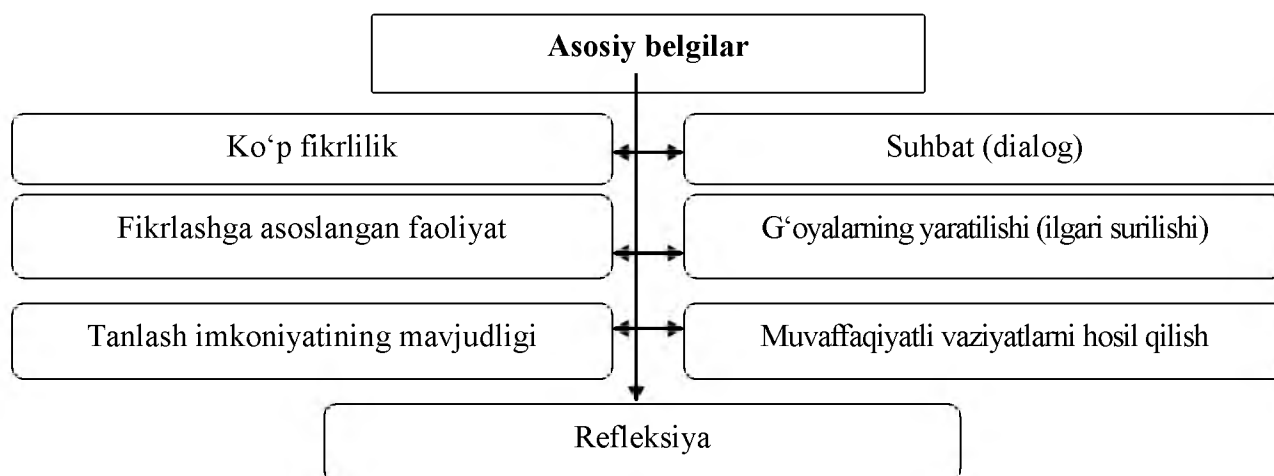 Asosiy belgilar
Ko‘p fikrlilik
Suhbat (dialog)
Fikrlashga asoslangan faoliyat
G‘oyalarning yaratilishi (ilgari surilishi)
Tanlash imkoniyatining mavjudligi
Muvaffaqiyatli vaziyatlarni hosil qilish
Refleksiya